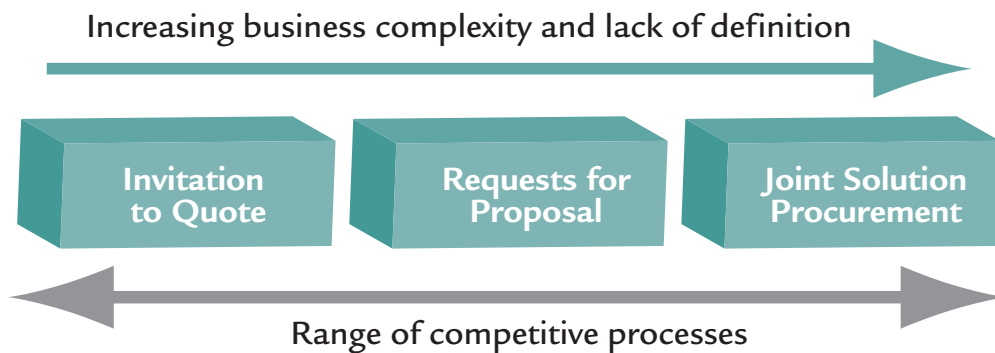 Increasing business complexity and lack of definition
Invitation
to Quote
Requests for
Proposal
Joint Solution
Procurement
Range of competitive processes